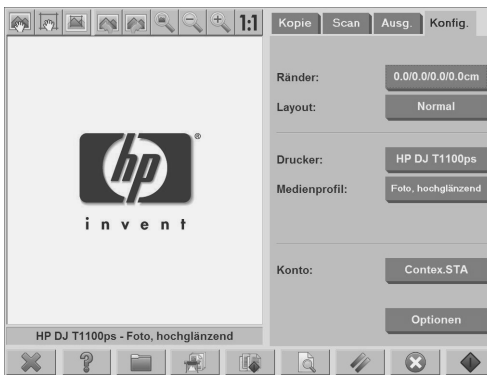 1:1
Kopie Scan Ausg. Konfig.
Ränder: 0.0/0.0/0.0/0.0cm
Layout: Normal
Drucker: HP DJ T1100ps
Medienprofil: Foto, hochglänzend
Konto: Contex.STA
Optionen
hp ®
invent
HP DJ T1100ps - Foto, hochglänzend
?